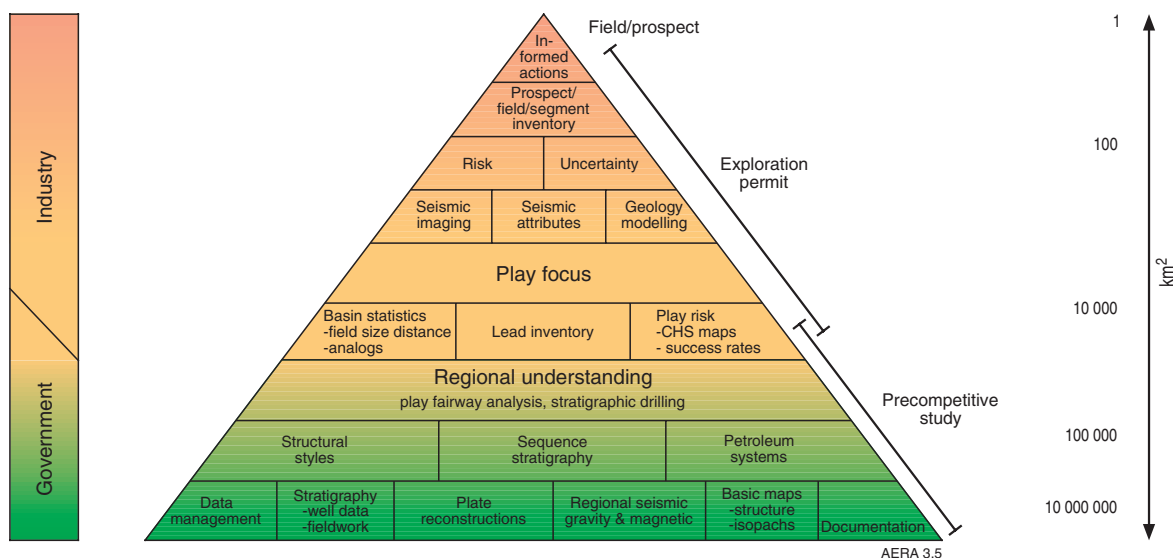 Industry
Government
In-
formed
actions
Prospect/
field/segment
inventory
Risk
Uncertainty
Seismic
imaging
Seismic
attributes
Geology
modelling
Play focus
Basin statistics
-field size distance
-analogs
Lead inventory
Play risk
-CHS maps
- success rates
Regional understanding
play fairway analysis, stratigraphic drilling
Structural
styles
Sequence
stratigraphy
Petroleum
systems
Data
management
Stratigraphy
-well data
-fieldwork
Plate
reconstructions
Regional seismic
gravity & magnetic
Basic maps
-structure
-isopachs
Documentation
Field/prospect
Exploration
permit
Precompetitive
study
1
100
10 000
100 000
10 000 000
km²
AERA 3.5